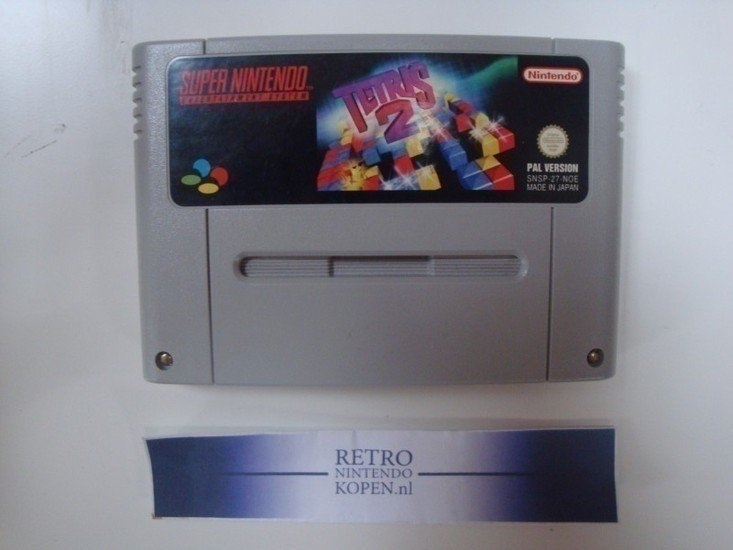 SUPER NINTENDO
ENTERTAINMENT SYSTEM
TETRIS
2
Nintendo
PAL VERSION
SNSP-27-NOE
MADE IN JAPAN
RETRO
NINTENDO
KOPEN.nl